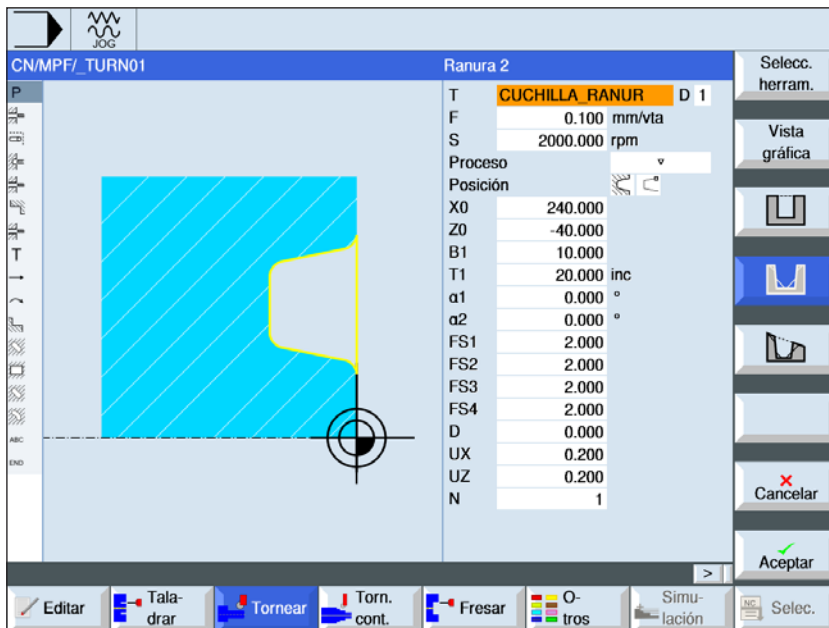 JOG
CN/MPF/_TURN01
Ranura 2
P
T
ABC
END
T CUCHILLA_RANUR D 1
F 0.100 mm/vta
S 2000.000 rpm
Proceso ▿
Posición
X0 240.000
Z0 -40.000
B1 10.000
T1 20.000 inc
α1 0.000 °
α2 0.000 °
FS1 2.000
FS2 2.000
FS3 2.000
FS4 2.000
D 0.000
UX 0.200
UZ 0.200
N 1
Selecc.
herram.
Vista
gráfica
Cancelar
Aceptar
>
Editar
Tala-
drar
Tornear
Torn.
cont.
Fresar
O-
tros
Simu-
lación
NC
Selec.